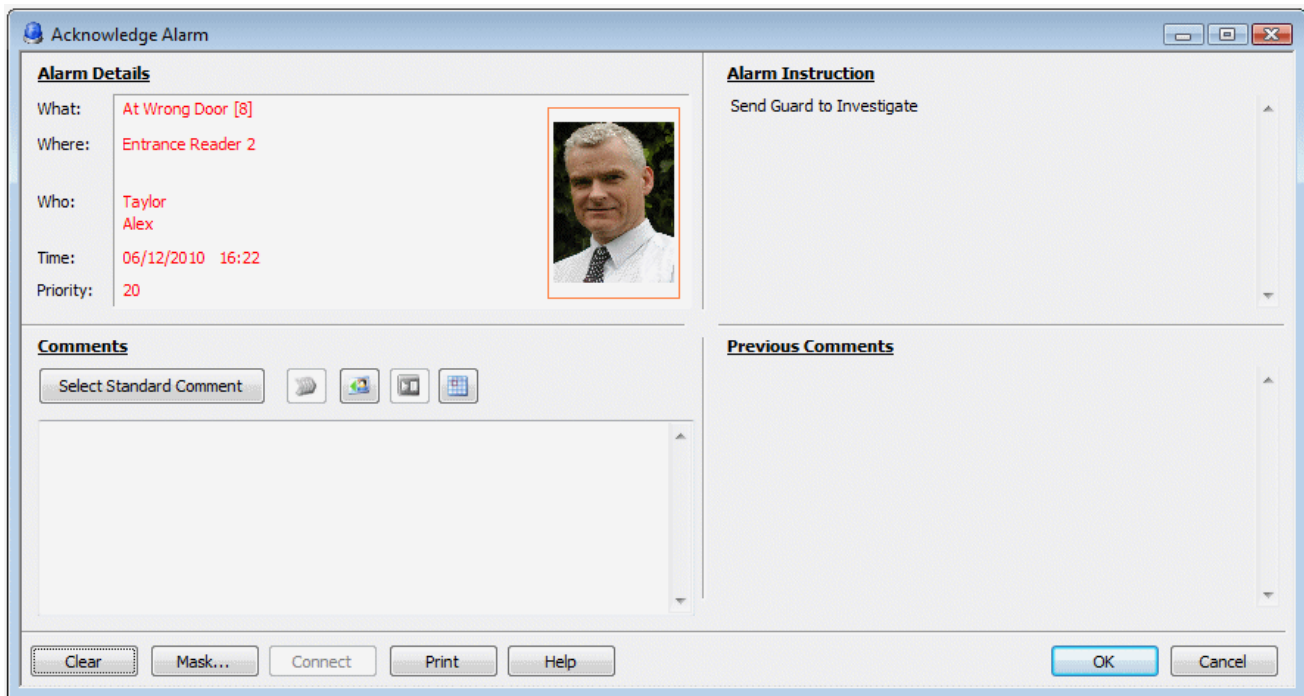 Acknowledge Alarm
Alarm Details
What: At Wrong Door [8]
Where: Entrance Reader 2
Who: Taylor
Alex
Time: 06/12/2010 16:22
Priority: 20
Alarm Instruction
Send Guard to Investigate
Comments
Select Standard Comment
Previous Comments
Clear Mask... Connect Print Help OK Cancel